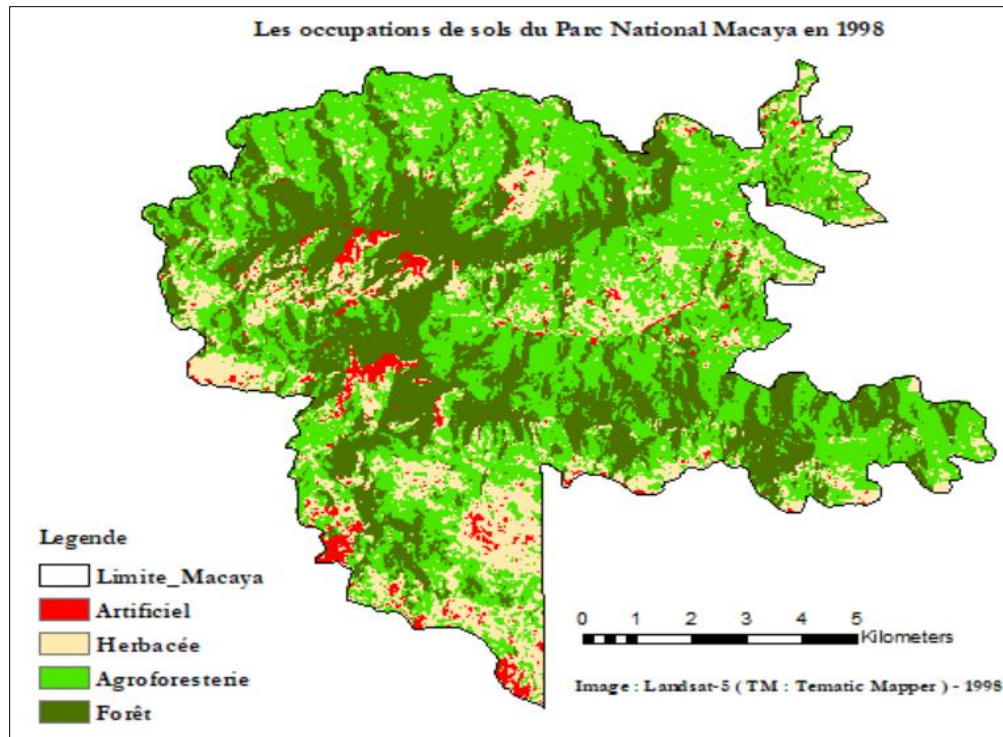 Les occupations de sols du Parc National Macaya en 1998
Legende
Limite_Macaya
Artificiel
Herbacée
Agroforesterie
Forêt
0 1 2 3 4 5
Kilometers
Image : Landsat-5 ( TM : Tematic Mapper ) - 1998